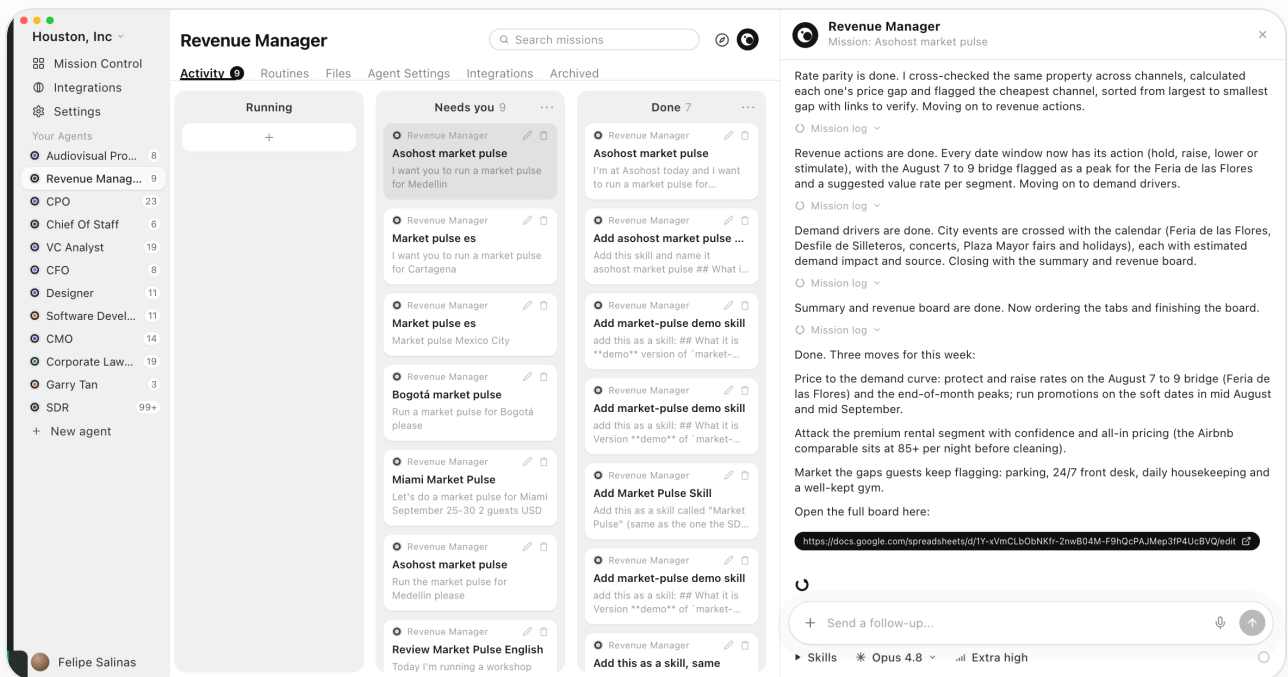 Houston, Inc
Mission Control
Integrations
Settings
Your Agents
Audiovisual Pro... 8
Revenue Manag... 9
CPO 23
Chief Of Staff 6
VC Analyst 19
CFO 8
Designer 11
Software Devel... 11
CMO 14
Corporate Law... 19
Garry Tan 3
SDR 99+
+ New agent
Felipe Salinas
Revenue Manager
Search missions
Activity 9 Routines Files Agent Settings Integrations Archived
Running
+
Needs you 9 ...
Revenue Manager
Asohost market pulse
I want you to run a market pulse
for Medellin
Revenue Manager
Market pulse es
I want you to run a market pulse
for Cartagena
Revenue Manager
Market pulse es
Market pulse Mexico City
Revenue Manager
Bogotá market pulse
Run a market pulse for Bogotá
please
Revenue Manager
Miami Market Pulse
Let's do a market pulse for Miami
September 25-30 2 guests USD
Revenue Manager
Asohost market pulse
Run the market pulse for
Medellin please
Revenue Manager
Review Market Pulse English
Today I'm running a workshop
Done 7 ...
Revenue Manager
Asohost market pulse
I'm at Asohost today and I want
to run a market pulse for...
Revenue Manager
Add asohost market pulse ...
Add this skill and name it
asohost market pulse ## What i...
Revenue Manager
Add market-pulse demo skill
add this as a skill: ## What it is
**demo** version of `market-...
Revenue Manager
Add market-pulse demo skill
add this as a skill: ## What it is
Version **demo** of `market-...
Revenue Manager
Add Market Pulse Skill
Add this as a skill called "Market
Pulse" (same as the one the SD...
Revenue Manager
Add market-pulse demo skill
add this as a skill: ## What it is
Version **demo** of `market-...
Revenue Manager
Add this as a skill, same
Revenue Manager
Mission: Asohost market pulse
Rate parity is done. I cross-checked the same property across channels, calculated
each one's price gap and flagged the cheapest channel, sorted from largest to smallest
gap with links to verify. Moving on to revenue actions.
Mission log
Revenue actions are done. Every date window now has its action (hold, raise, lower or
stimulate), with the August 7 to 9 bridge flagged as a peak for the Feria de las Flores
and a suggested value rate per segment. Moving on to demand drivers.
Mission log
Demand drivers are done. City events are crossed with the calendar (Feria de las Flores,
Desfile de Silleteros, concerts, Plaza Mayor fairs and holidays), each with estimated
demand impact and source. Closing with the summary and revenue board.
Mission log
Summary and revenue board are done. Now ordering the tabs and finishing the board.
Mission log
Done. Three moves for this week:
Price to the demand curve: protect and raise rates on the August 7 to 9 bridge (Feria de
las Flores) and the end-of-month peaks; run promotions on the soft dates in mid August
and mid September.
Attack the premium rental segment with confidence and all-in pricing (the Airbnb
comparable sits at 85+ per night before cleaning).
Market the gaps guests keep flagging: parking, 24/7 front desk, daily housekeeping and
a well-kept gym.
Open the full board here:
https://docs.google.com/spreadsheets/d/1Y-xVmCLbObNKfr-2nwB04M-F9hQcPAJMep3fP4UcBVQ/edit
+ Send a follow-up...
Skills Opus 4.8 Extra high